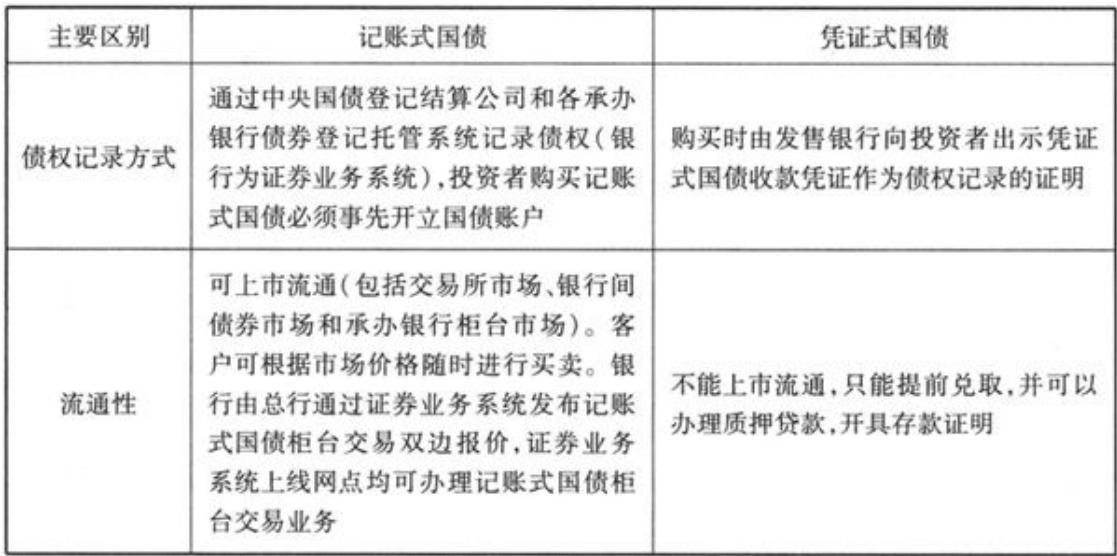 主要区别
记账式国债
凭证式国债
债权记录方式
通过中央国债登记结算公司和各承办
银行债券登记托管系统记录债权(银
行为证券业务系统),投资者购买记账
式国债必须事先开立国债账户
购买时由发售银行向投资者出示凭证
式国债收款凭证作为债权记录的证明
流通性
可上市流通(包括交易所市场、银行间
债券市场和承办银行柜台市场)。客
户可根据市场价格随时进行买卖。银
行由总行通过证券业务系统发布记账
式国债柜台交易双边报价,证券业务
系统上线网点均可办理记账式国债柜
台交易业务
不能上市流通,只能提前兑取,并可以
办理质押贷款,开具存款证明